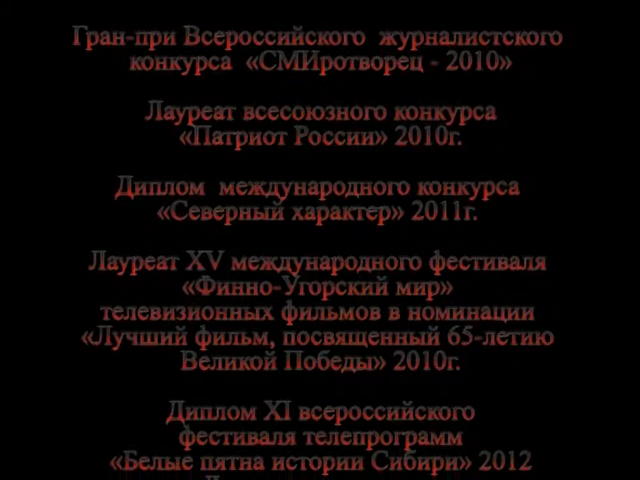 Гран-при Всероссийского журналистского
конкурса «СМИротворец - 2010»
Лауреат всесоюзного конкурса
«Патриот России» 2010г.
Диплом международного конкурса
«Северный характер» 2011г.
Лауреат XV международного фестиваля
«Финно-Угорский мир»
телевизионных фильмов в номинации
«Лучший фильм, посвященный 65-летию
Великой Победы» 2010г.
Диплом XI всероссийского
фестиваля телепрограмм
«Белые пятна истории Сибири» 2012